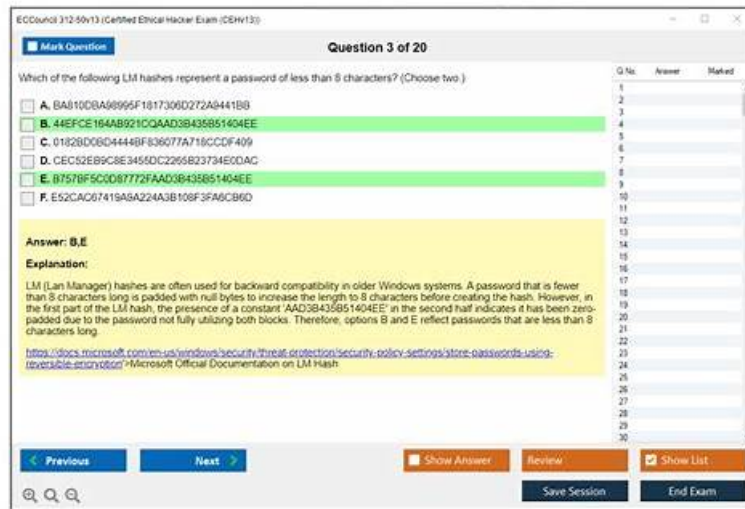 ECCouncil 312-50v13 (Certified Ethical Hacker Exam (CEHv13))
Mark Question
Question 3 of 20
Which of the following LM hashes represent a password of less than 8 characters? (Choose two.)
A. BA810DBA98995F1817306D272A9441BB
B. 44EFCE164AB921CQAAD3B435B51404EE
C. 0182BD0BD4444BF836077A718CCDF409
D. CEC52EB9C8E3455DC2265B23734E0DAC
E. B757BF5C0D87772FAAD3B435B51404EE
F. E52CAC67419A9A224A3B108F3FA6CB6D
Answer: B,E
Explanation:
LM (Lan Manager) hashes are often used for backward compatibility in older Windows systems. A password that is fewer
than 8 characters long is padded with null bytes to increase the length to 8 characters before creating the hash. However, in
the first part of the LM hash, the presence of a constant 'AAD3B435B51404EE' in the second half indicates it has been zero-
padded due to the password not fully utilizing both blocks. Therefore, options B and E reflect passwords that are less than 8
characters long.
https://docs.microsoft.com/en-us/windows/security/threat-protection/security-policy-settings/store-passwords-using-
reversible-encryption'>Microsoft Official Documentation on LM Hash
Q No. Answer Marked
1
2
3
4
5
6
7
8
9
10
11
12
13
14
15
16
17
18
19
20
21
22
23
24
25
26
27
28
29
30
Previous
Next
Show Answer
Review
Show List
Save Session
End Exam